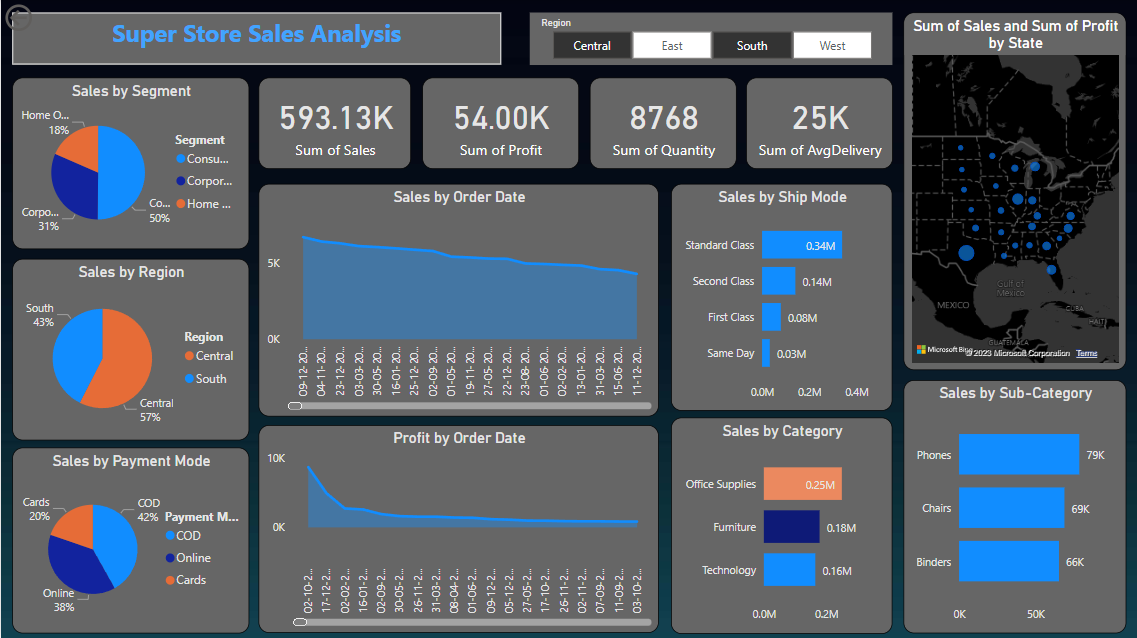 Super Store Sales Analysis
Region
Central
East
South
West
Sum of Sales and Sum of Profit
by State
Sales by Segment
Home O...
18%
Corpo...
31%
Co...
50%
Segment
Consu...
Corpor...
Home ...
593.13K
Sum of Sales
54.00K
Sum of Profit
8768
Sum of Quantity
25K
Sum of AvgDelivery
Sales by Order Date
5K
0K
09-12-20...
04-11-20...
23-12-20...
03-03-20...
30-05-20...
16-01-20...
25-12-20...
02-09-20...
01-05-20...
19-11-20...
27-05-20...
22-12-20...
23-08-20...
01-06-20...
02-02-20...
13-01-20...
31-03-20...
15-06-20...
11-12-20...
Sales by Ship Mode
Standard Class
0.34M
Second Class
0.14M
First Class
0.08M
Same Day
0.03M
0.0M
0.2M
0.4M
Gulf of
Mexico
MEXICO
CUBA
GUATEMALA
Microsoft Bing
© 2023 Microsoft Corporation
Terms
Sales by Region
South
43%
Central
57%
Region
Central
South
Sales by Payment Mode
Cards
20%
COD
42%
Online
38%
Payment M...
COD
Online
Cards
Profit by Order Date
10K
0K
02-10-2...
17-12-2...
02-02-2...
16-01-2...
02-09-2...
30-05-2...
26-11-2...
31-03-2...
08-04-2...
01-06-2...
09-12-2...
05-12-2...
27-05-2...
17-10-2...
26-11-2...
02-11-2...
07-09-2...
11-09-2...
03-10-2...
Sales by Category
Office Supplies
0.25M
Furniture
0.18M
Technology
0.16M
0.0M
0.2M
Sales by Sub-Category
Phones
79K
Chairs
69K
Binders
66K
0K
50K